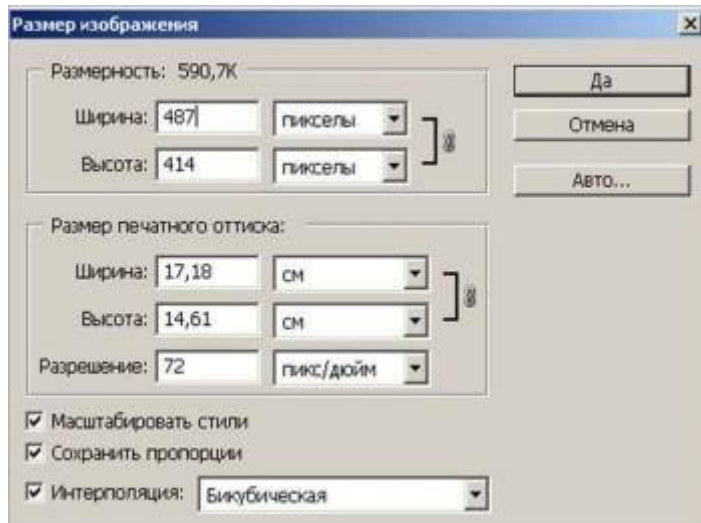 Размер изображения
Размерность: 590,7K
Да
Ширина: 487 пикселы
Отмена
Высота: 414 пикселы
Авто...
Размер печатного оттиска:
Ширина: 17,18 см
Высота: 14,61 см
Разрешение: 72 пикс/дюйм
Масштабировать стили
Сохранить пропорции
Интерполяция: Бикубическая